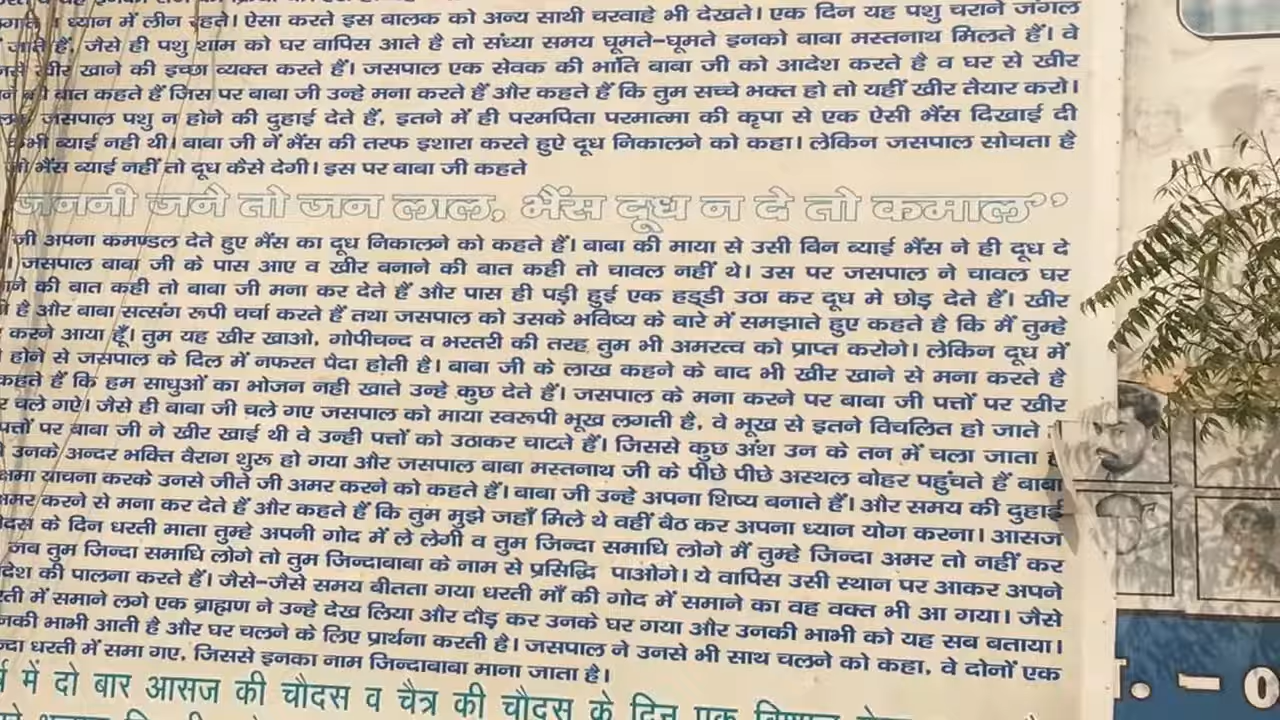 ध्यान में लीन रहते। ऐसा करते इस बालक को अन्य साथी चरवाहे भी देखते। एक दिन यह पशु चराने जंगल
जाते हैं, जैसे ही पशु शाम को घर वापिस आते है तो संध्या समय घूमते-घूमते इनको बाबा मस्तनाथ मिलते हैं। वे
खीर खाने की इच्छा व्यक्त करते हैं। जसपाल एक सेवक की भांति बाबा जी को आदेश करते है व घर से खीर
बात कहते हैं जिस पर बाबा जी उन्हे मना करते हैं और कहते हैं कि तुम सच्चे भक्त हो तो यहीं खीर तैयार करो।
जसपाल पशु न होने की दुहाई देते हैं, इतने में ही परमपिता परमात्मा की कृपा से एक ऐसी भैंस दिखाई दी
कभी ब्याई नही थी। बाबा जी नें भैंस की तरफ इशारा करते हुऐ दूध निकालने को कहा। लेकिन जसपाल सोचता है
भैंस ब्याई नहीं तो दूध कैसे देगी। इस पर बाबा जी कहते
जननी जनै तो जन लाल, भैंस दूध न दे तो कमाल’’
जी अपना कमण्डल देते हुए भैंस का दूध निकालने को कहते हैं। बाबा की माया से उसी बिन ब्याई भैंस ने ही दूध दे
जसपाल बाबा जी के पास आए व खीर बनाने की बात कही तो चावल नहीं थे। उस पर जसपाल ने चावल घर
की बात कही तो बाबा जी मना कर देते हैं और पास ही पड़ी हुई एक हड्डी उठा कर दूध मे छोड़ देते हैं। खीर
है और बाबा सत्संग रूपी चर्चा करते हैं तथा जसपाल को उसके भविष्य के बारे में समझाते हुए कहते है कि मैं तुम्हे
करने आया हूँ। तुम यह खीर खाओ, गोपीचन्द व भरतरी की तरह तुम भी अमरत्व को प्राप्त करोगे। लेकिन दूध में
होने से जसपाल के दिल में नफरत पैदा होती है। बाबा जी के लाख कहने के बाद भी खीर खाने से मना करते है
कहते हैं कि हम साधुओं का भोजन नही खाते उन्हे कुछ देते हैं। जसपाल के मना करने पर बाबा जी पत्तों पर खीर
चले गऐ। जैसे ही बाबा जी चले गए जसपाल को माया स्वरूपी भूख लगती है, वे भूख से इतने विचलित हो जाते
पत्तों पर बाबा जी ने खीर खाई थी वे उन्ही पत्तों को उठाकर चाटते हैं। जिससे कुछ अंश उन के तन में चला जाता
उनके अन्दर भक्ति वैराग शुरू हो गया और जसपाल बाबा मस्तनाथ जी के पीछे पीछे अस्थल बोहर पहुंचते हैं बाबा
क्षमा याचना करके उनसे जीते जी अमर करने को कहते हैं। बाबा जी उन्हे अपना शिष्य बनाते हैं। और समय की दुहाई
अमर करने से मना कर देते हैं और कहते हैं कि तुम मुझे जहाँ मिले थे वहीं बैठ कर अपना ध्यान योग करना। आसज
के दिन धरती माता तुम्हे अपनी गोद में ले लेगी व तुम जिन्दा समाधि लोगे मैं तुम्हे जिन्दा अमर तो नहीं कर
जब तुम जिन्दा समाधि लोगे तो तुम जिन्दाबाबा के नाम से प्रसिद्धि पाओगे। ये वापिस उसी स्थान पर आकर अपने
की पालना करते हैं। जैसे-जैसे समय बीतता गया धरती माँ की गोद में समाने का वह वक्त भी आ गया। जैसे
में समाने लगे एक ब्राह्मण ने उन्हे देख लिया और दौड़ कर उनके घर गया और उनकी भाभी को यह सब बताया।
भाभी आती है और घर चलने के लिए प्रार्थना करती है। जसपाल ने उनसे भी साथ चलने को कहा, वे दोनों एक
धरती में समा गए, जिससे इनका नाम जिन्दाबाबा माना जाता है।
में दो बार आसज की चौदस व चैत्र की चौदस के दिन एक